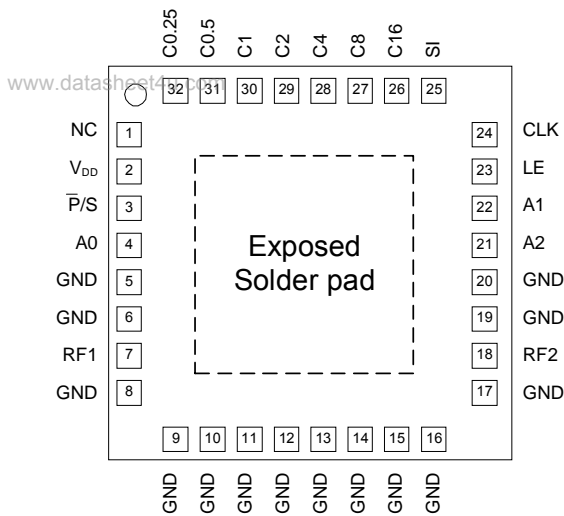 C0.25 C0.5 C1 C2 C4 C8 C16 SI
www.datasheet4u.com
32 31 30 29 28 27 26 25
NC 1 24 CLK
VDD 2 23 LE
P̅/S 3 22 A1
A0 4 21 A2
GND 5 20 GND
GND 6 19 GND
RF1 7 18 RF2
GND 8 17 GND
Exposed
Solder pad
9 10 11 12 13 14 15 16
GND GND GND GND GND GND GND GND